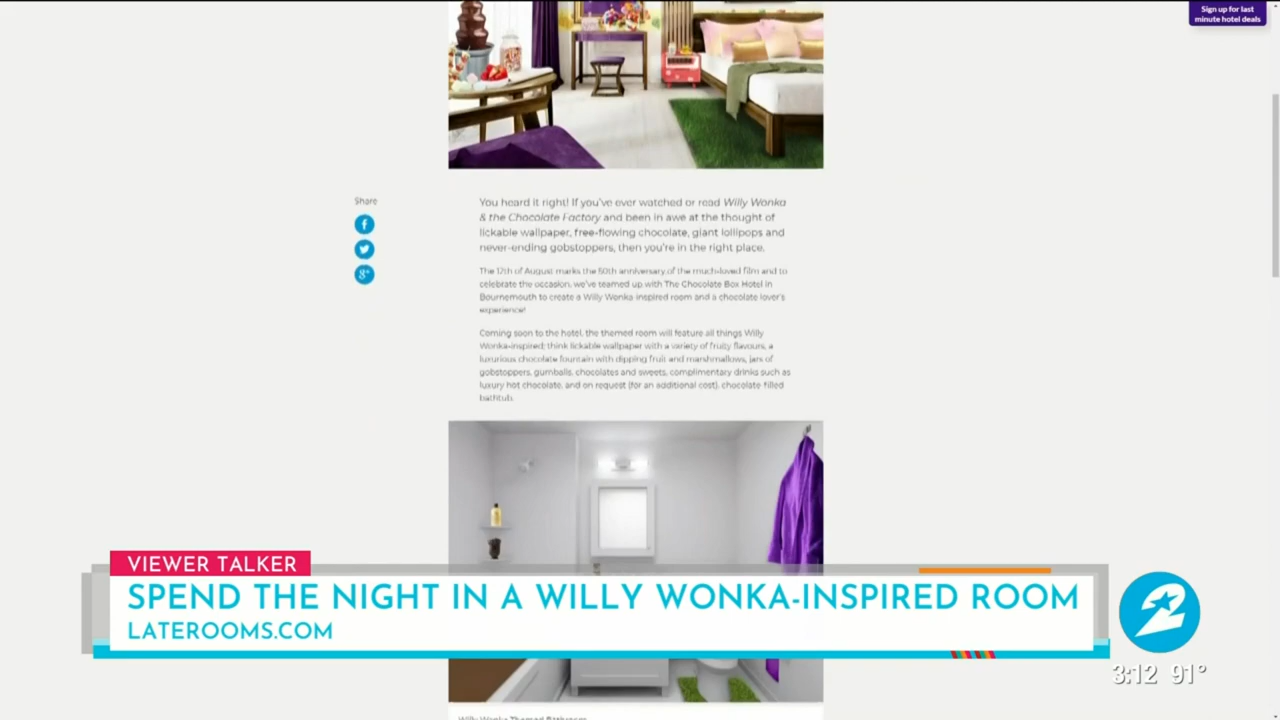 Sign up for last
minute hotel deals
Share
You heard it right! If you've ever watched or read Willy Wonka
& the Chocolate Factory and been in awe at the thought of
lickable wallpaper, free-flowing chocolate, giant lollipops and
never-ending gobstoppers, then you're in the right place.
The 12th of August marks the 50th anniversary of the much-loved film and to
celebrate the occasion, we've teamed up with The Chocolate Box Hotel in
Bournemouth to create a Willy Wonka inspired room and a chocolate lover's
experience!
Coming soon to the hotel, the themed room will feature all things Willy
Wonka-inspired; think lickable wallpaper with a variety of fruity flavours, a
luxurious chocolate fountain with dipping fruit and marshmallows, jars of
gobstoppers, gumballs, chocolates and sweets, complimentary drinks such as
luxury hot chocolate, and on request (for an additional cost), chocolate-filled
bathtub.
VIEWER TALKER
SPEND THE NIGHT IN A WILLY WONKA-INSPIRED ROOM
LATEROOMS.COM
2
3:12 91°
Willy Wonka Themed